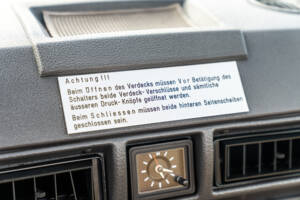 Achtung!!!
Beim Öffnen des Verdecks müssen Vor Betätigung des
Schalters beide Verdeck-Verschlüsse und sämtliche
äusseren Druck-Knöpfe geöffnet werden.
Beim Schliessen müssen beide hinteren Seitenscheiben
geschlossen sein.